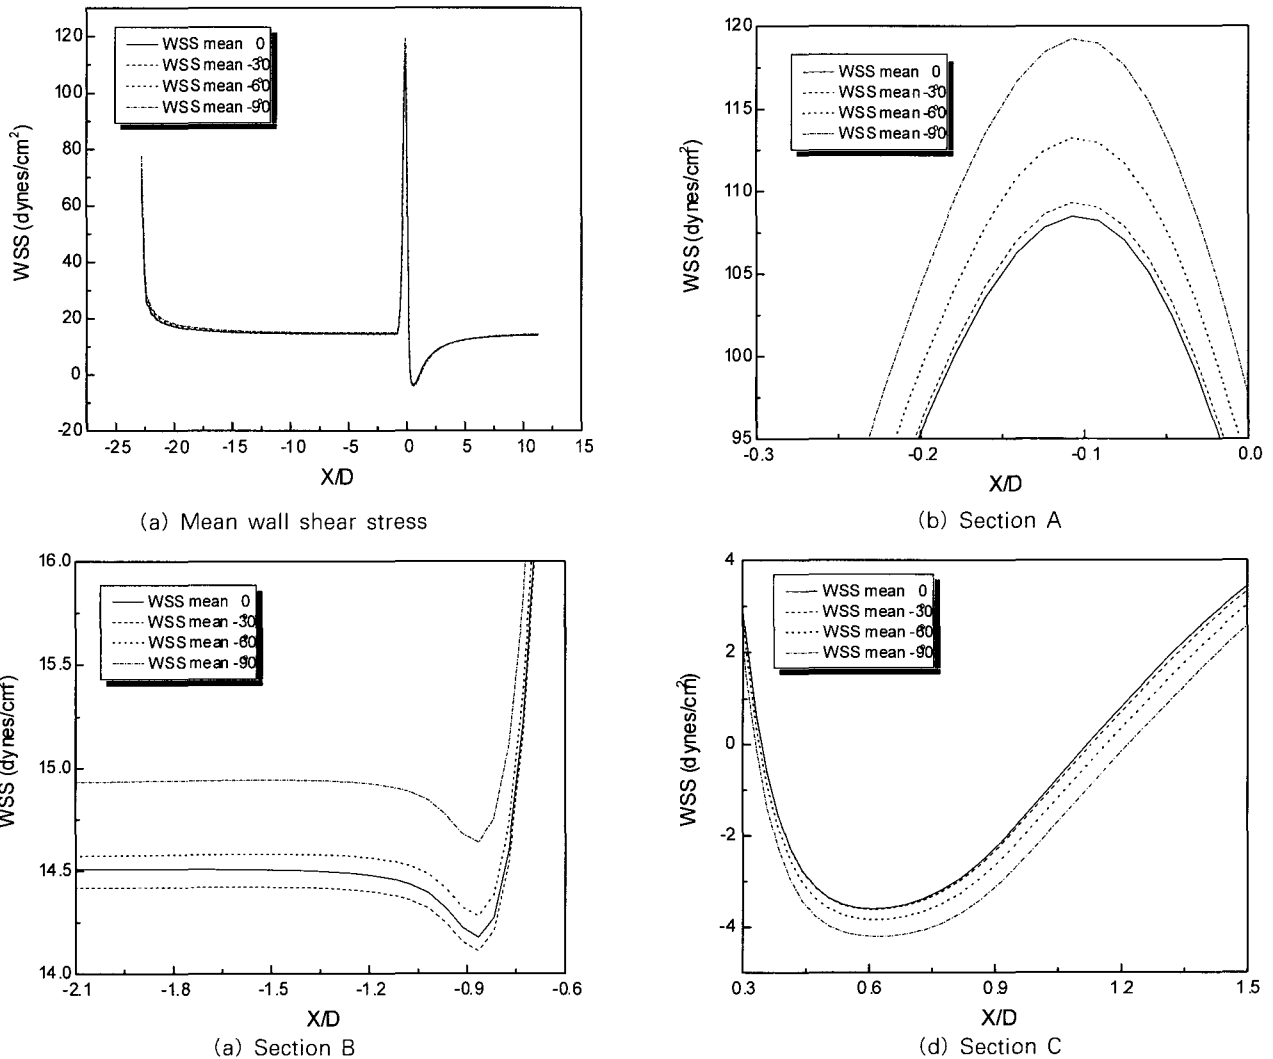 120
100
80
60
40
20
0
-20
WSS (dynes/cm²)
WSS mean 0
WSS mean -30°
WSS mean -60°
WSS mean -90°
-25 -20 -15 -10 -5 0 5 10 15
X/D
(a) Mean wall shear stress
120
115
110
105
100
95
WSS (dynes/cm²)
WSS mean 0
WSS mean -30°
WSS mean -60°
WSS mean -90°
-0.3 -0.2 -0.1 0.0
X/D
(b) Section A
16.0
15.5
15.0
14.5
14.0
WSS (dynes/cm²)
WSS mean 0
WSS mean -30°
WSS mean -60°
WSS mean -90°
-2.1 -1.8 -1.5 -1.2 -0.9 -0.6
X/D
(a) Section B
4
2
0
-2
-4
WSS (dynes/cm²)
WSS mean 0
WSS mean -30°
WSS mean -60°
WSS mean -90°
0.3 0.6 0.9 1.2 1.5
X/D
(d) Section C